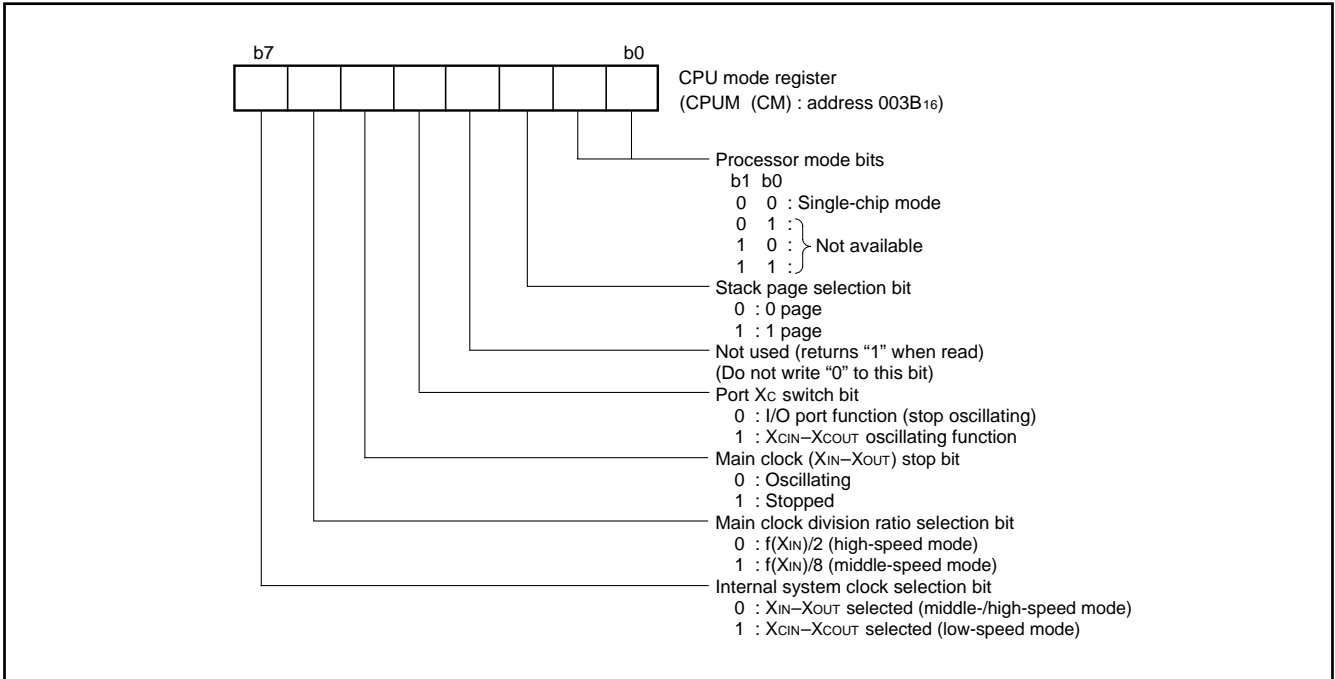 b7 b0
CPU mode register
(CPUM (CM) : address 003B16)
Processor mode bits
b1 b0
0 0 : Single-chip mode
0 1 :
1 0 : Not available
1 1 :
Stack page selection bit
0 : 0 page
1 : 1 page
Not used (returns “1” when read)
(Do not write “0” to this bit)
Port XC switch bit
0 : I/O port function (stop oscillating)
1 : XCIN–XCOUT oscillating function
Main clock (XIN–XOUT) stop bit
0 : Oscillating
1 : Stopped
Main clock division ratio selection bit
0 : f(XIN)/2 (high-speed mode)
1 : f(XIN)/8 (middle-speed mode)
Internal system clock selection bit
0 : XIN–XOUT selected (middle-/high-speed mode)
1 : XCIN–XCOUT selected (low-speed mode)